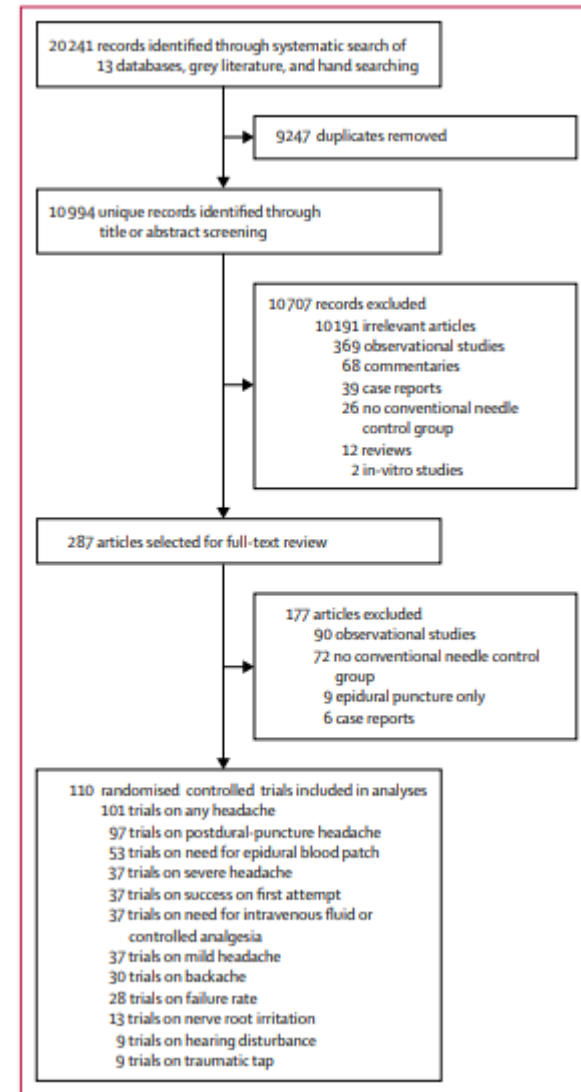 20241 records identified through systematic search of
13 databases, grey literature, and hand searching
9247 duplicates removed
10994 unique records identified through
title or abstract screening
10707 records excluded
10191 irrelevant articles
369 observational studies
68 commentaries
39 case reports
26 no conventional needle
control group
12 reviews
2 in-vitro studies
287 articles selected for full-text review
177 articles excluded
90 observational studies
72 no conventional needle control
group
9 epidural puncture only
6 case reports
110 randomised controlled trials included in analyses
101 trials on any headache
97 trials on postdural-puncture headache
53 trials on need for epidural blood patch
37 trials on severe headache
37 trials on success on first attempt
37 trials on need for intravenous fluid or
controlled analgesia
37 trials on mild headache
30 trials on backache
28 trials on failure rate
13 trials on nerve root irritation
9 trials on hearing disturbance
9 trials on traumatic tap